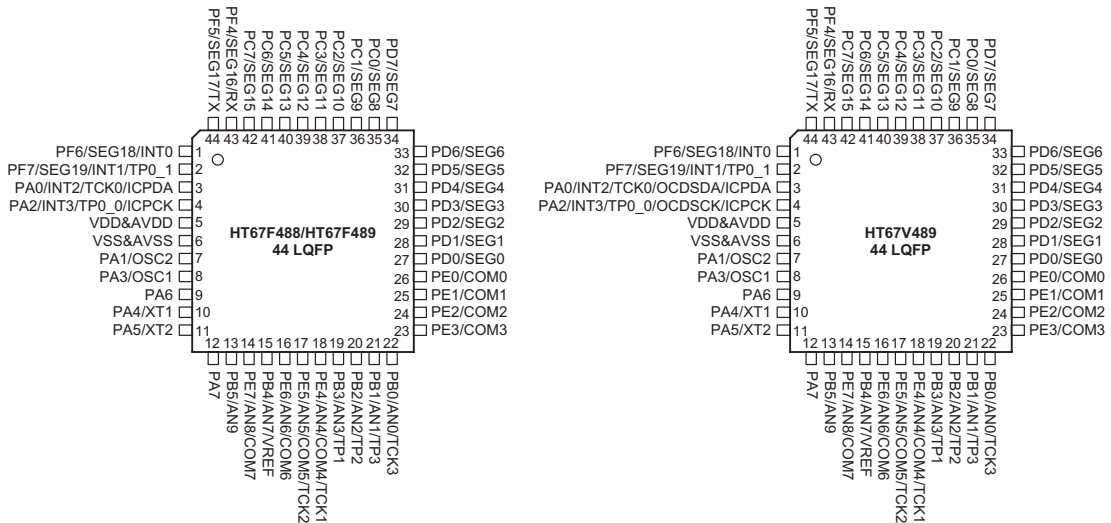 PF5/SEG17/TX
PF4/SEG16/RX
PC7/SEG15
PC6/SEG14
PC5/SEG13
PC4/SEG12
PC3/SEG11
PC2/SEG10
PC1/SEG9
PC0/SEG8
PD7/SEG7
44 43 42 41 40 39 38 37 36 35 34
PF6/SEG18/INT0 1
PF7/SEG19/INT1/TP0_1 2
PA0/INT2/TCK0/ICPDA 3
PA2/INT3/TP0_0/ICPCK 4
VDD&AVDD 5
VSS&AVSS 6
PA1/OSC2 7
PA3/OSC1 8
PA6 9
PA4/XT1 10
PA5/XT2 11
HT67F488/HT67F489
44 LQFP
33 PD6/SEG6
32 PD5/SEG5
31 PD4/SEG4
30 PD3/SEG3
29 PD2/SEG2
28 PD1/SEG1
27 PD0/SEG0
26 PE0/COM0
25 PE1/COM1
24 PE2/COM2
23 PE3/COM3
12 13 14 15 16 17 18 19 20 21 22
PA7
PB5/AN9
PE7/AN8/COM7
PB4/AN7/VREF
PE6/AN6/COM6
PE5/AN5/COM5/TCK2
PE4/AN4/COM4/TCK1
PB3/AN3/TP1
PB2/AN2/TP2
PB1/AN1/TP3
PB0/AN0/TCK3
PF5/SEG17/TX
PF4/SEG16/RX
PC7/SEG15
PC6/SEG14
PC5/SEG13
PC4/SEG12
PC3/SEG11
PC2/SEG10
PC1/SEG9
PC0/SEG8
PD7/SEG7
44 43 42 41 40 39 38 37 36 35 34
PF6/SEG18/INT0 1
PF7/SEG19/INT1/TP0_1 2
PA0/INT2/TCK0/OCDSDA/ICPDA 3
PA2/INT3/TP0_0/OCDSCK/ICPCK 4
VDD&AVDD 5
VSS&AVSS 6
PA1/OSC2 7
PA3/OSC1 8
PA6 9
PA4/XT1 10
PA5/XT2 11
HT67V489
44 LQFP
33 PD6/SEG6
32 PD5/SEG5
31 PD4/SEG4
30 PD3/SEG3
29 PD2/SEG2
28 PD1/SEG1
27 PD0/SEG0
26 PE0/COM0
25 PE1/COM1
24 PE2/COM2
23 PE3/COM3
12 13 14 15 16 17 18 19 20 21 22
PA7
PB5/AN9
PE7/AN8/COM7
PB4/AN7/VREF
PE6/AN6/COM6
PE5/AN5/COM5/TCK2
PE4/AN4/COM4/TCK1
PB3/AN3/TP1
PB2/AN2/TP2
PB1/AN1/TP3
PB0/AN0/TCK3